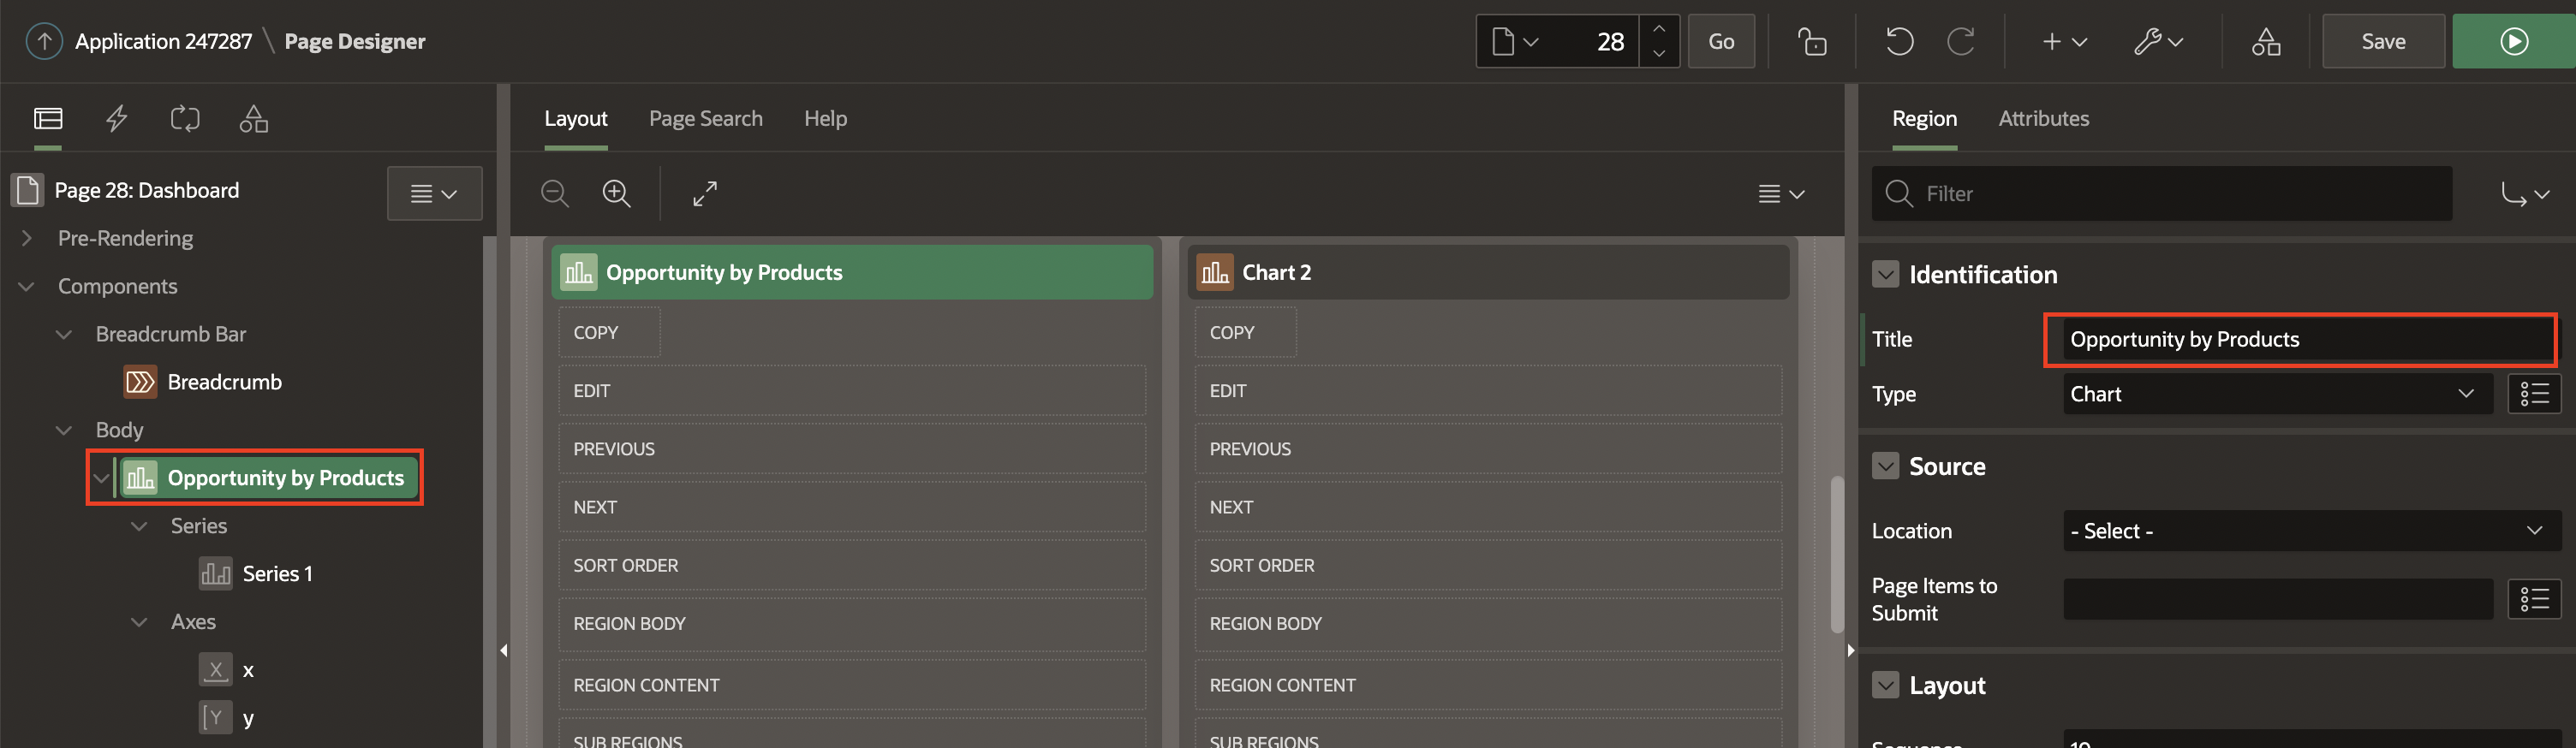 Application 247287 \ Page Designer
28
Go
Save
Layout
Page Search
Help
Region
Attributes
Page 28: Dashboard
Pre-Rendering
Components
Breadcrumb Bar
Breadcrumb
Body
Opportunity by Products
Series
Series 1
Axes
X x
Y y
Opportunity by Products
COPY
EDIT
PREVIOUS
NEXT
SORT ORDER
REGION BODY
REGION CONTENT
SUB REGIONS
Chart 2
COPY
EDIT
PREVIOUS
NEXT
SORT ORDER
REGION BODY
REGION CONTENT
SUB REGIONS
Filter
Identification
Title
Opportunity by Products
Type
Chart
Source
Location
- Select -
Page Items to
Submit
Layout
Sequence
10